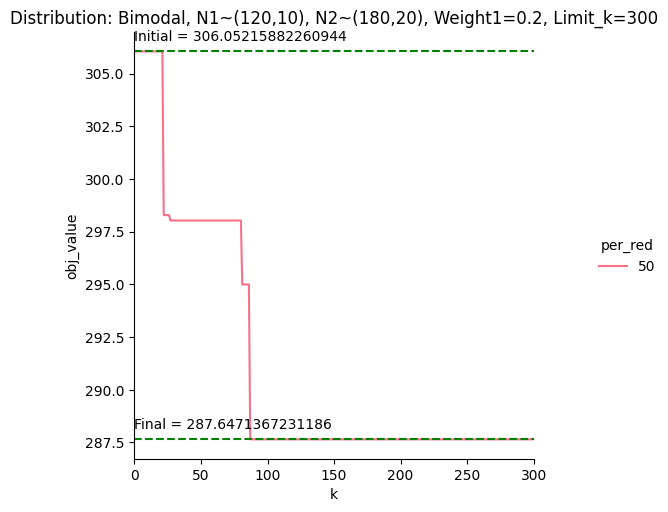 Distribution: Bimodal, N1~(120,10), N2~(180,20), Weight1=0.2, Limit_k=300
Initial = 306.05215882260944
305.0
302.5
300.0
297.5
295.0
292.5
290.0
287.5
obj_value
Final = 287.6471367231186
0 50 100 150 200 250 300
k
per_red
50